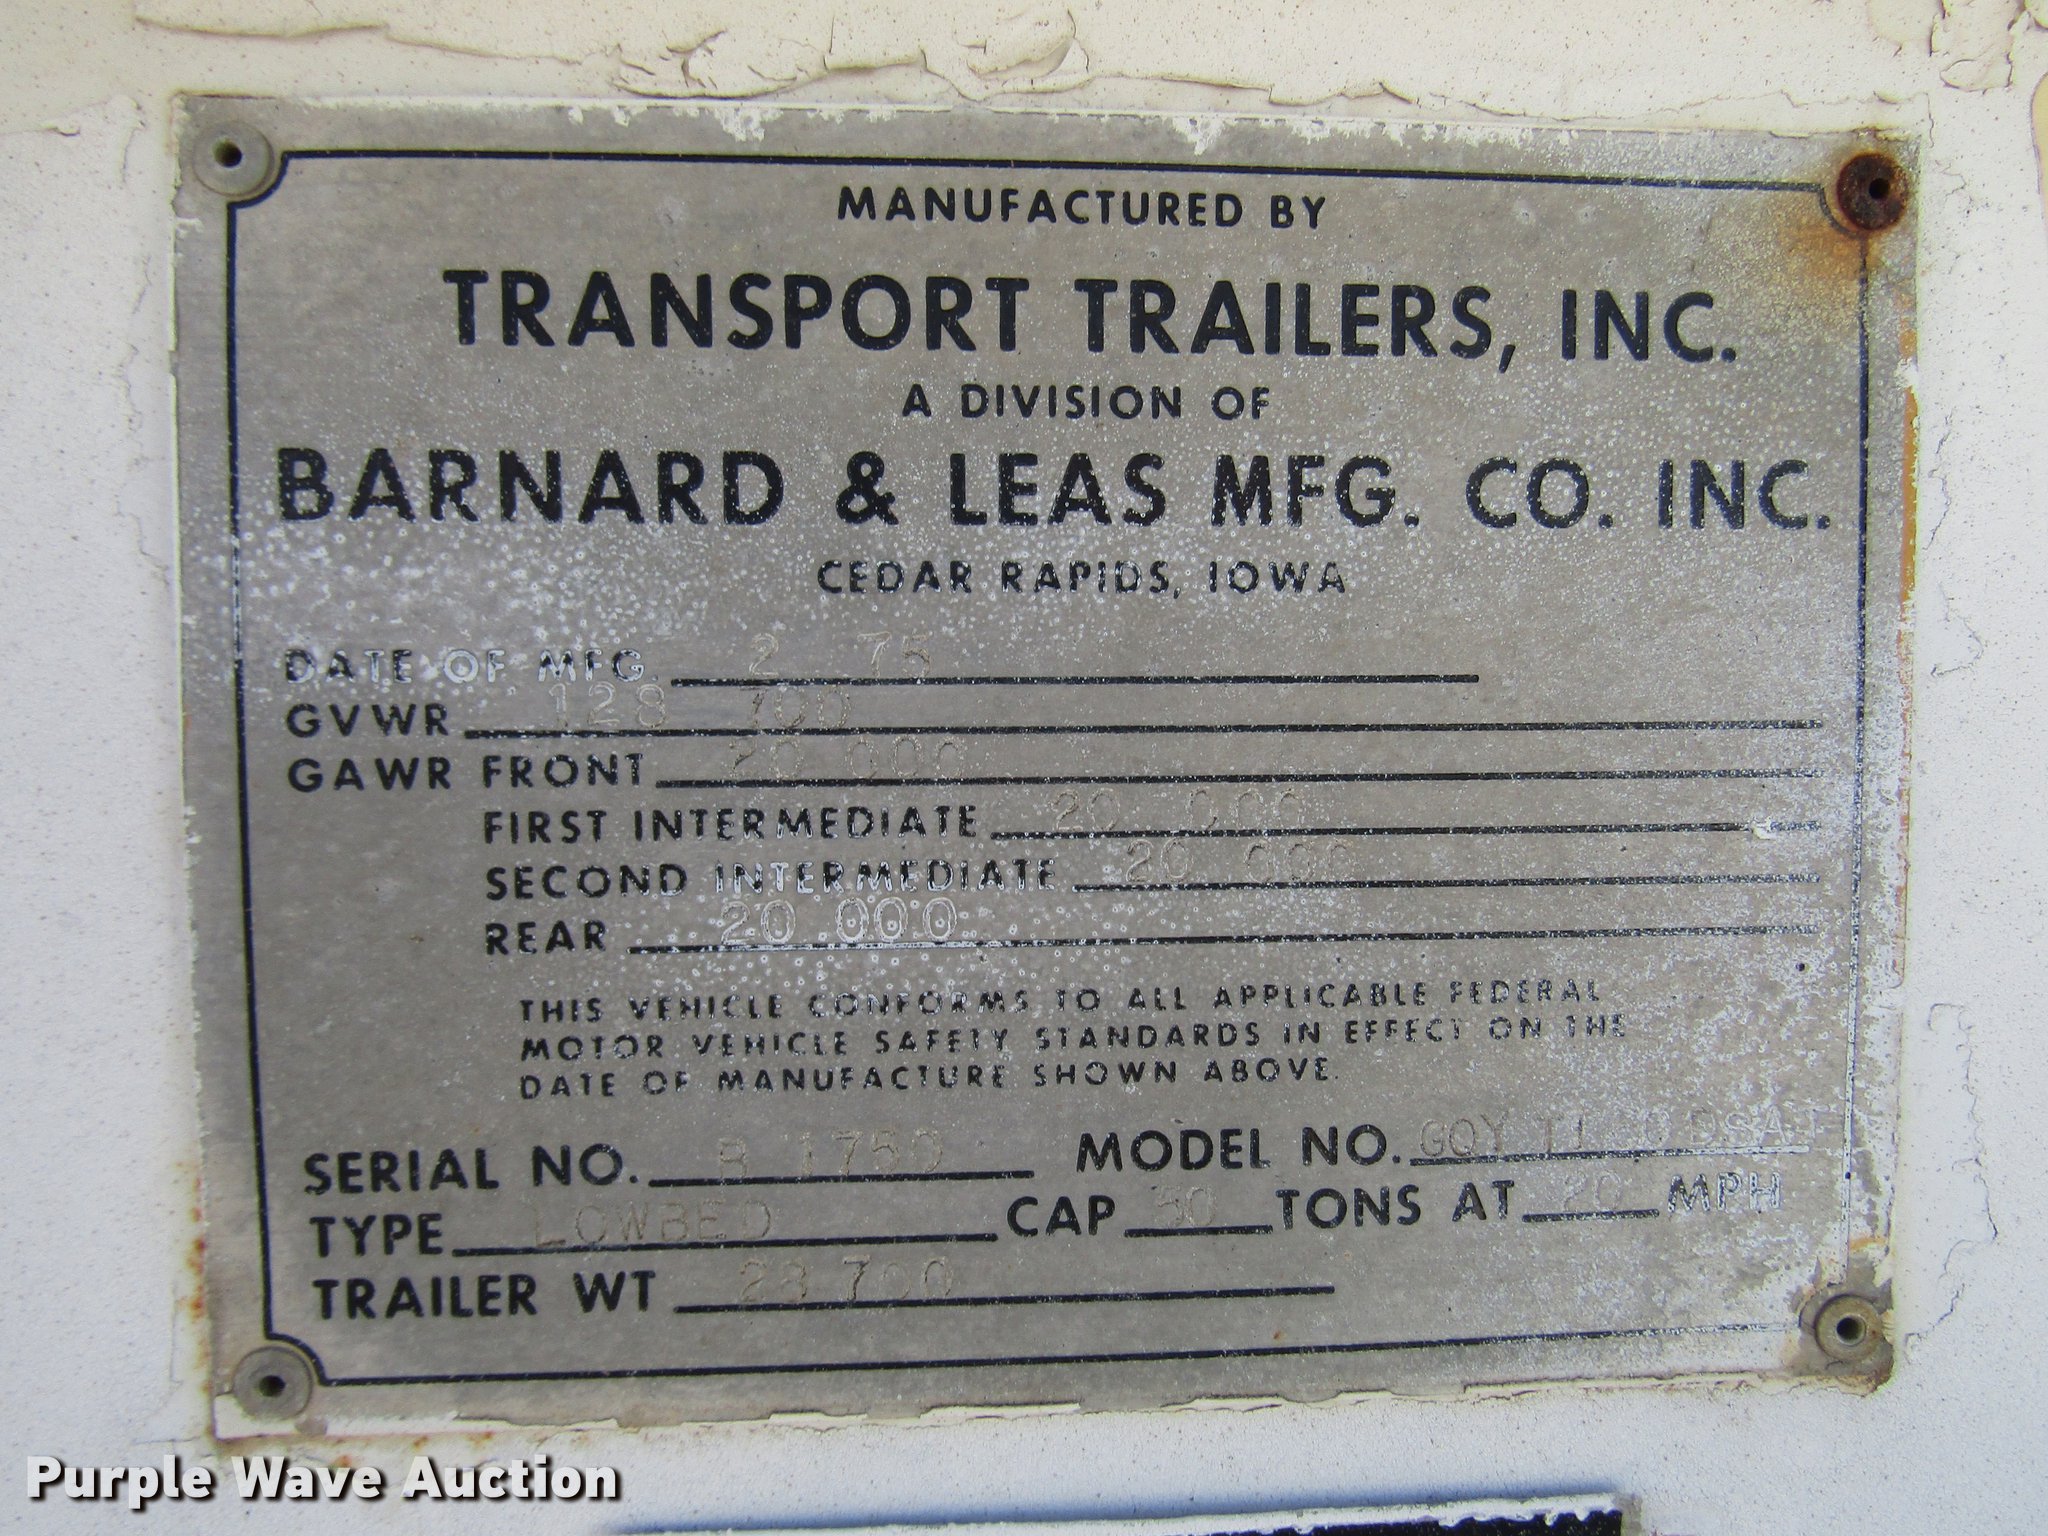 MANUFACTURED BY
TRANSPORT TRAILERS, INC.
A DIVISION OF
BARNARD & LEAS MFG. CO. INC.
CEDAR RAPIDS, IOWA
DATE OF MFG. 2 75
GVWR 128 700
GAWR FRONT 20 000
FIRST INTERMEDIATE 20 000
SECOND INTERMEDIATE 20 000
REAR 20 000
THIS VEHICLE CONFORMS TO ALL APPLICABLE FEDERAL
MOTOR VEHICLE SAFETY STANDARDS IN EFFECT ON THE
DATE OF MANUFACTURE SHOWN ABOVE.
SERIAL NO. 1750 MODEL NO.
TYPE LOWBED CAP TONS AT 20 MPH
TRAILER WT 28 700
Purple Wave Auction